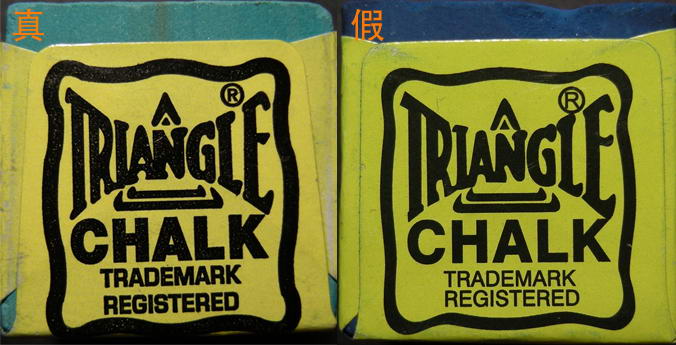 真
TRIANGLE®
CHALK
TRADEMARK
REGISTERED
假
TRIANGLE®
CHALK
TRADEMARK
REGISTERED